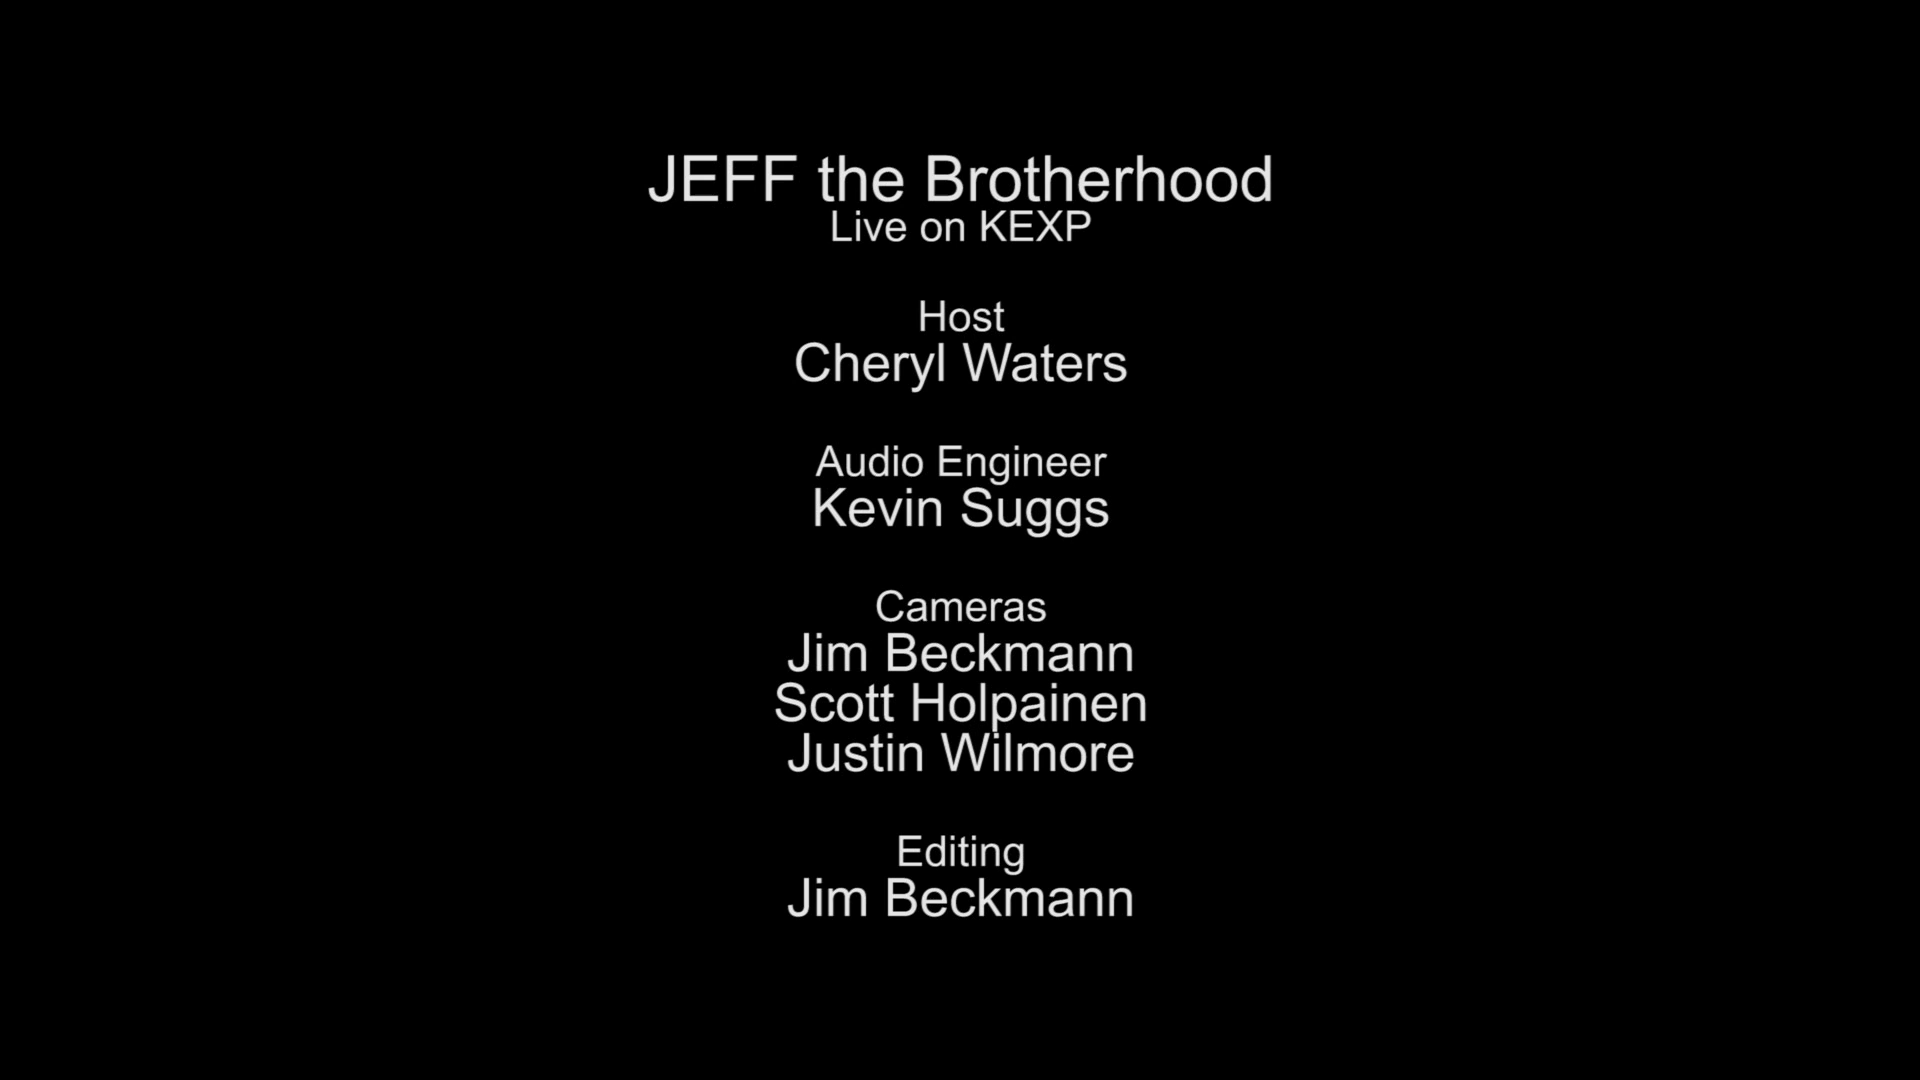 JEFF the Brotherhood
Live on KEXP
Host
Cheryl Waters
Audio Engineer
Kevin Suggs
Cameras
Jim Beckmann
Scott Holpainen
Justin Wilmore
Editing
Jim Beckmann